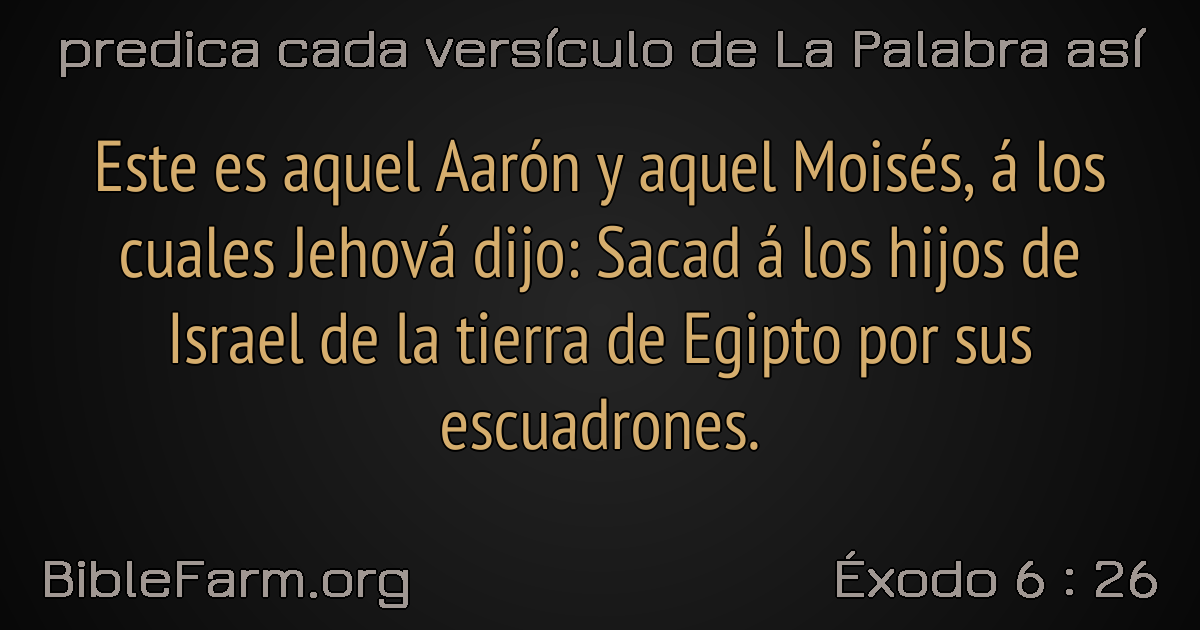 predica cada versículo de La Palabra así
Este es aquel Aarón y aquel Moisés, á los
cuales Jehová dijo: Sacad á los hijos de
Israel de la tierra de Egipto por sus
escuadrones.
BibleFarm.org
Éxodo 6 : 26